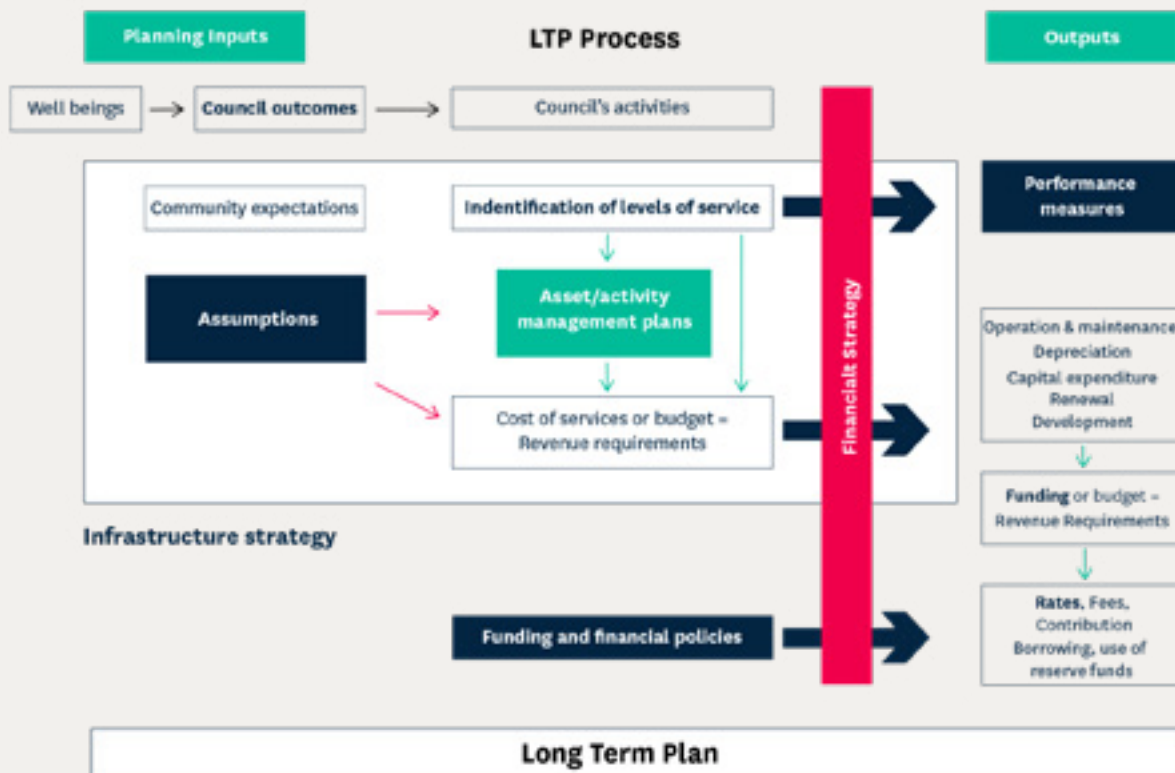 Planning Inputs
LTP Process
Outputs
Well beings
Council outcomes
Council's activities
Community expectations
Indentification of levels of service
Performance
measures
Assumptions
Asset/activity
management plans
Financialt Strategy
Operation & maintenance
Depreciation
Capital expenditure
Renewal
Development
Cost of services or budget –
Revenue requirements
Funding or budget –
Revenue Requirements
Infrastructure strategy
Funding and financial policies
Rates, Fees,
Contribution
Borrowing, use of
reserve funds
Long Term Plan